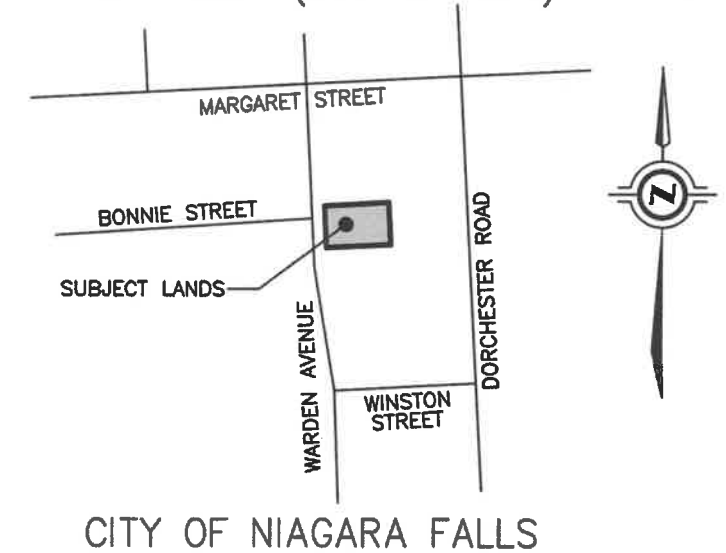 MARGARET STREET
BONNIE STREET
SUBJECT LANDS
WARDEN AVENUE
DORCHESTER ROAD
WINSTON
STREET
N
CITY OF NIAGARA FALLS